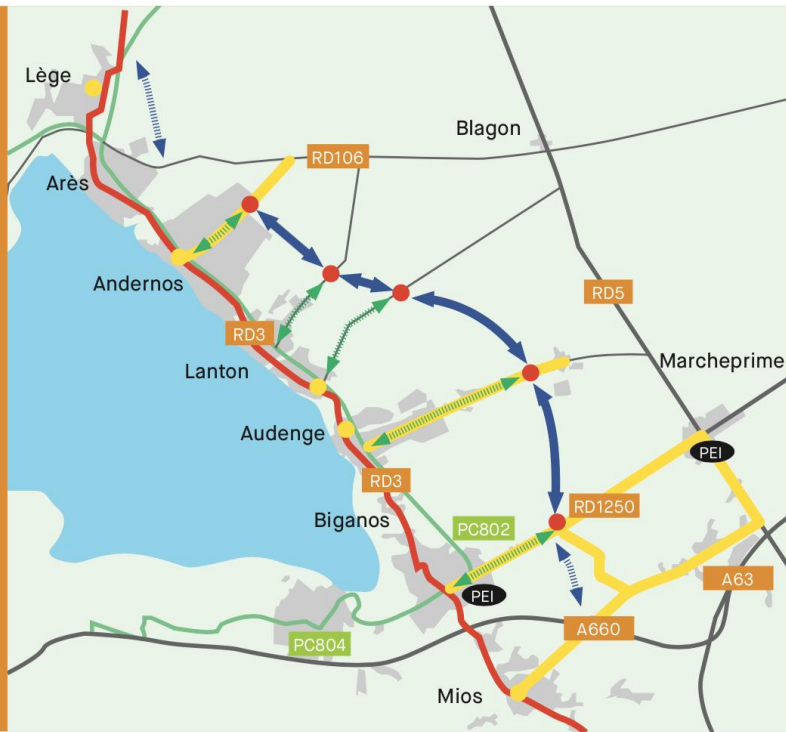 Lège
Blagon
RD106
Arès
Andernos
RD5
RD3
Lanton
Marcheprime
Audenge
PEI
RD3
RD1250
Biganos
PC802
A63
PEI
A660
PC804
Mios